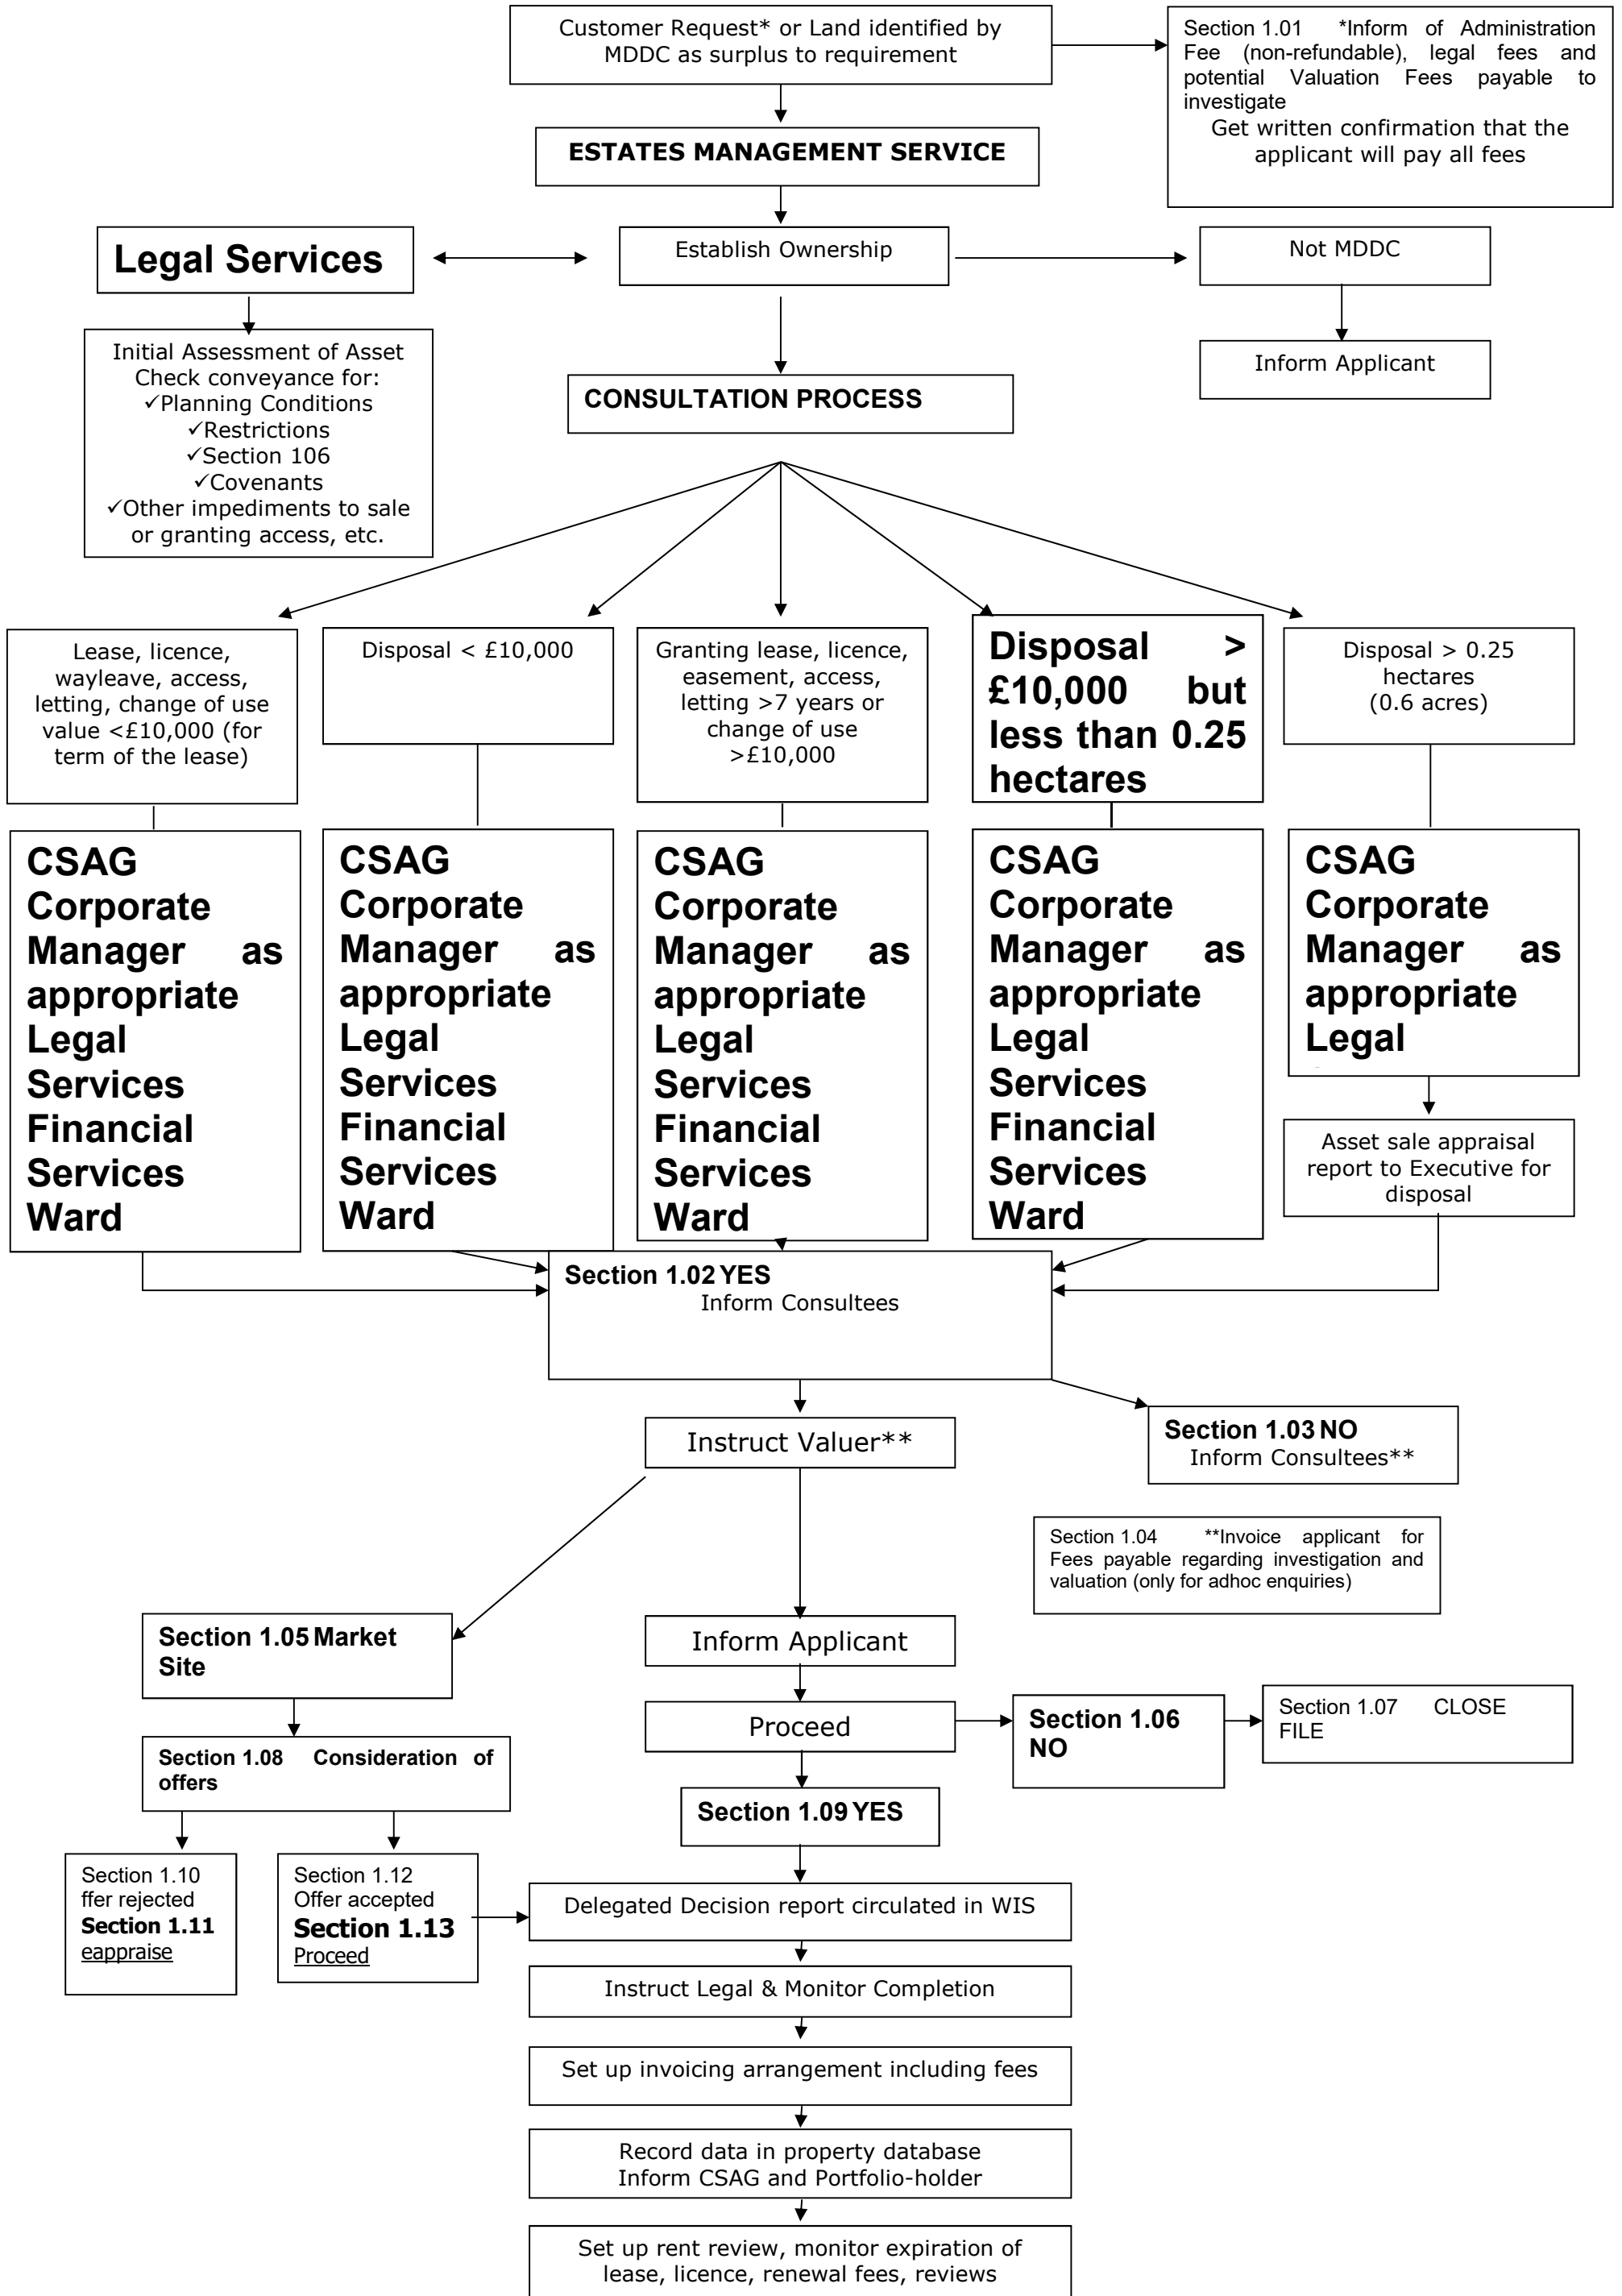 Customer Request* or Land identified by
MDDC as surplus to requirement
Section 1.01 *Inform of Administration
Fee (non-refundable), legal fees and
potential Valuation Fees payable to
investigate
Get written confirmation that the
applicant will pay all fees
ESTATES MANAGEMENT SERVICE
Legal Services
Establish Ownership
Not MDDC
Initial Assessment of Asset
Check conveyance for:
✓Planning Conditions
✓Restrictions
✓Section 106
✓Covenants
✓Other impediments to sale
or granting access, etc.
Inform Applicant
CONSULTATION PROCESS
Lease, licence,
wayleave, access,
letting, change of use
value <£10,000 (for
term of the lease)
Disposal < £10,000
Granting lease, licence,
easement, access,
letting >7 years or
change of use
>£10,000
Disposal >
£10,000 but
less than 0.25
hectares
Disposal > 0.25
hectares
(0.6 acres)
CSAG
Corporate
Manager as
appropriate
Legal
Services
Financial
Services
Ward
CSAG
Corporate
Manager as
appropriate
Legal
Services
Financial
Services
Ward
CSAG
Corporate
Manager as
appropriate
Legal
Services
Financial
Services
Ward
CSAG
Corporate
Manager as
appropriate
Legal
Services
Financial
Services
Ward
CSAG
Corporate
Manager as
appropriate
Legal
Asset sale appraisal
report to Executive for
disposal
Section 1.02 YES
Inform Consultees
Instruct Valuer**
Section 1.03 NO
Inform Consultees**
Section 1.04 **Invoice applicant for
Fees payable regarding investigation and
valuation (only for adhoc enquiries)
Section 1.05 Market
Site
Inform Applicant
Proceed
Section 1.06
NO
Section 1.07 CLOSE
FILE
Section 1.08 Consideration of
offers
Section 1.09 YES
Section 1.10
ffer rejected
Section 1.11
eappraise
Section 1.12
Offer accepted
Section 1.13
Proceed
Delegated Decision report circulated in WIS
Instruct Legal & Monitor Completion
Set up invoicing arrangement including fees
Record data in property database
Inform CSAG and Portfolio-holder
Set up rent review, monitor expiration of
lease, licence, renewal fees, reviews